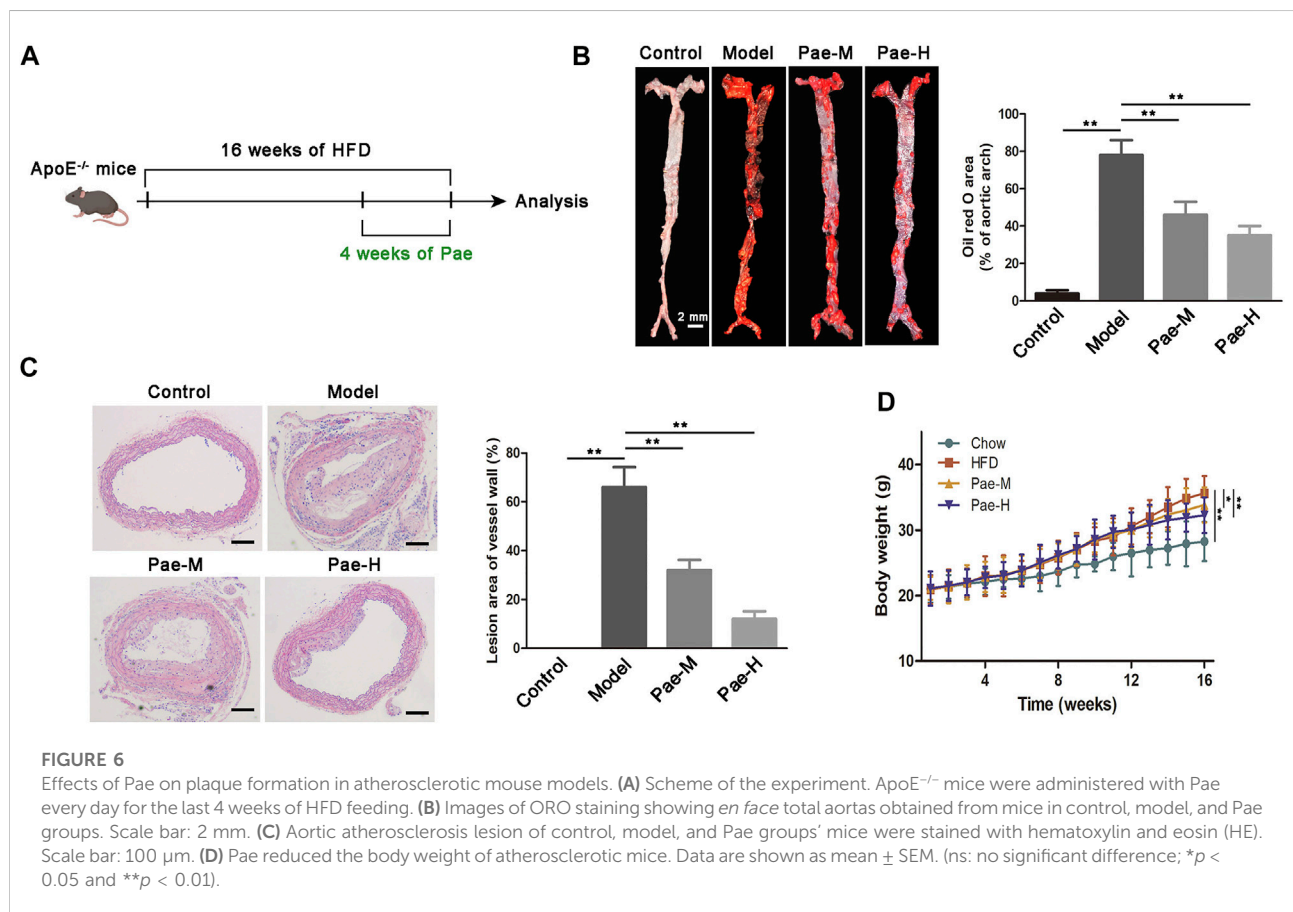 A
ApoE-/- mice
16 weeks of HFD
Analysis
4 weeks of Pae
B
Control Model Pae-M Pae-H
2 mm
Oil red O area
(% of aortic arch)
100
80
60
40
20
0
** ** **
Control Model Pae-M Pae-H
C
Control Model
Pae-M Pae-H
Lesion area of vessel wall (%)
80
60
40
20
0
** ** **
Control Model Pae-M Pae-H
D
Body weight (g)
40
30
20
10
Chow
HFD
Pae-M
Pae-H
** * **
4 8 12 16
Time (weeks)
FIGURE 6
Effects of Pae on plaque formation in atherosclerotic mouse models. (A) Scheme of the experiment. ApoE−/− mice were administered with Pae
every day for the last 4 weeks of HFD feeding. (B) Images of ORO staining showing en face total aortas obtained from mice in control, model, and Pae
groups. Scale bar: 2 mm. (C) Aortic atherosclerosis lesion of control, model, and Pae groups' mice were stained with hematoxylin and eosin (HE).
Scale bar: 100 μm. (D) Pae reduced the body weight of atherosclerotic mice. Data are shown as mean ± SEM. (ns: no significant difference; *p <
0.05 and **p < 0.01).